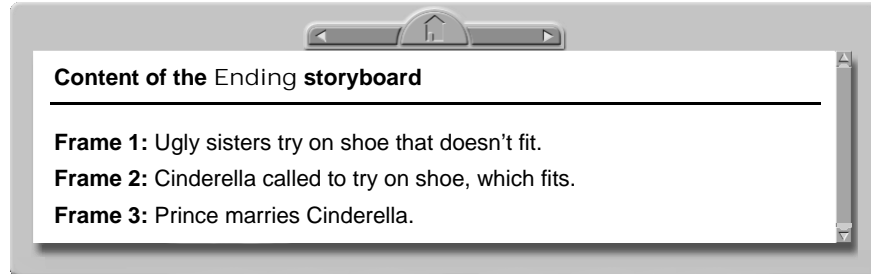 Content of the Ending storyboard
Frame 1: Ugly sisters try on shoe that doesn’t fit.
Frame 2: Cinderella called to try on shoe, which fits.
Frame 3: Prince marries Cinderella.